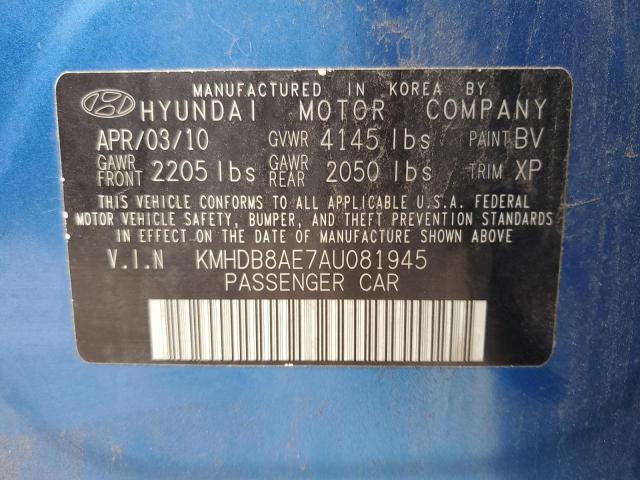 MANUFACTURED IN KOREA BY
HYUNDAI MOTOR COMPANY
APR/03/10 GVWR 4145 lbs PAINT BV
GAWR FRONT 2205 lbs GAWR REAR 2050 lbs TRIM XP
THIS VEHICLE CONFORMS TO ALL APPLICABLE U.S.A. FEDERAL
MOTOR VEHICLE SAFETY, BUMPER, AND THEFT PREVENTION STANDARDS
IN EFFECT ON THE DATE OF MANUFACTURE SHOWN ABOVE.
V.I.N KMHDB8AE7AU081945
PASSENGER CAR